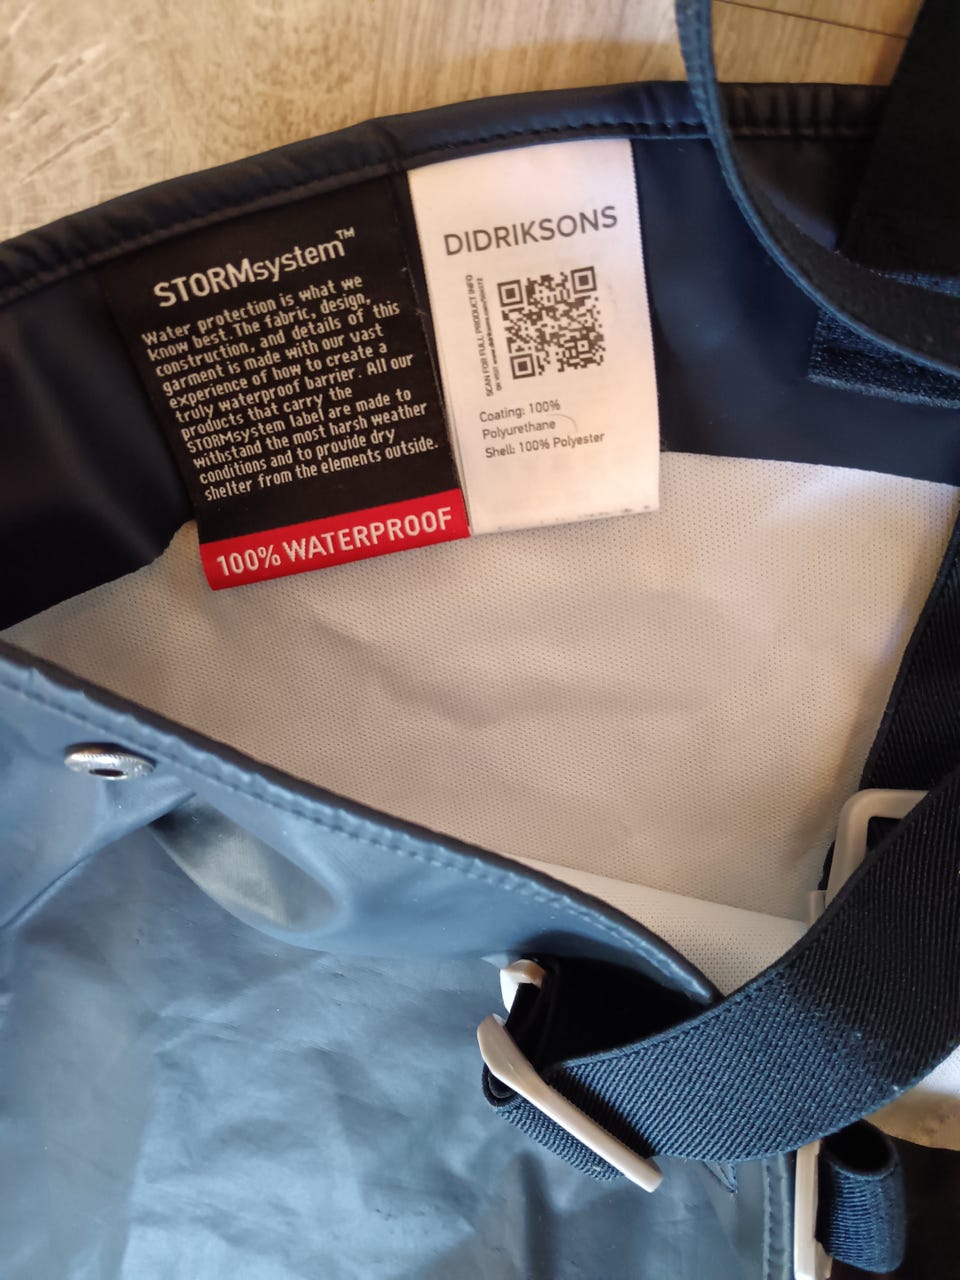 STORMsystem™
Water protection is what we
know best. The fabric, design,
construction, and details of this
garment is made with our vast
experience of how to create a
truly waterproof barrier. All our
products that carry the
STORMsystem label are made to
withstand the most harsh weather
conditions and to provide dry
shelter from the elements outside.
100% WATERPROOF
DIDRIKSONS
SCAN FOR FULL PRODUCT INFO
Coating: 100%
Polyurethane
Shell: 100% Polyester